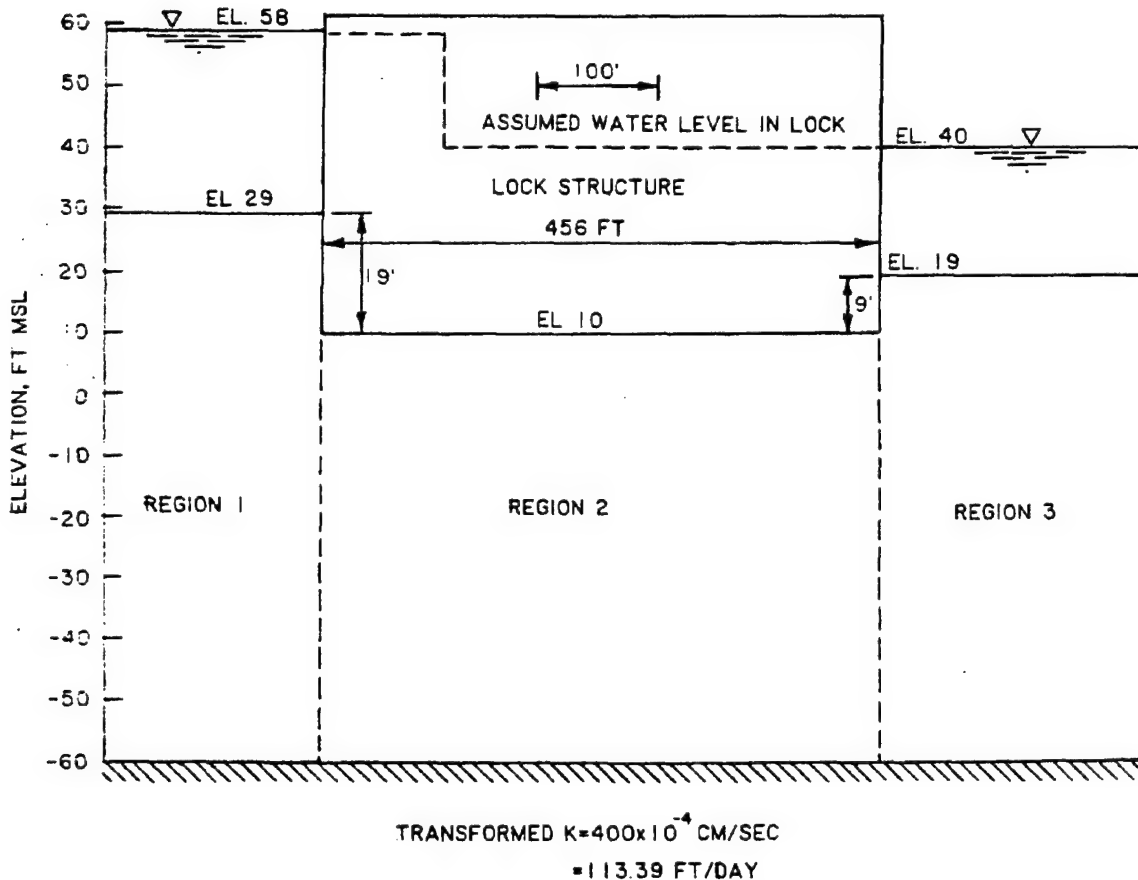 60
EL. 58
50
100'
ASSUMED WATER LEVEL IN LOCK
EL. 40
40
LOCK STRUCTURE
EL 29
30
456 FT
19'
EL. 19
20
9'
EL 10
10
0
-10
REGION 1
REGION 2
REGION 3
-20
-30
-40
-50
-60
ELEVATION, FT MSL
TRANSFORMED K=400x10⁻⁴ CM/SEC
=113.39 FT/DAY